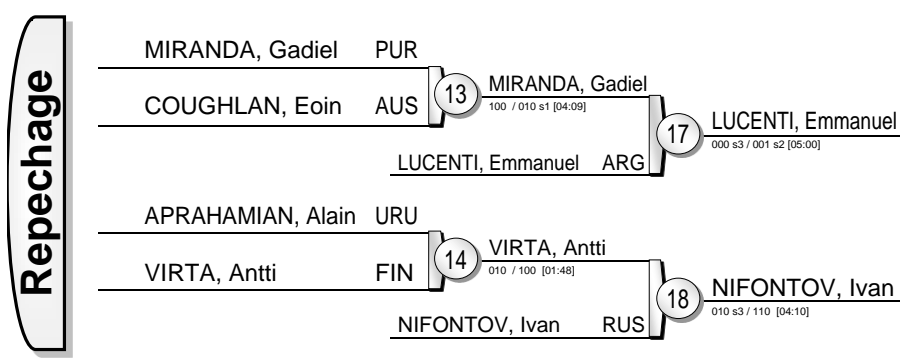 Repechage
MIRANDA, Gadiel PUR
COUGHLAN, Eoin AUS
13
MIRANDA, Gadiel
100 / 010 s1 [04:09]
LUCENTI, Emmanuel ARG
17
LUCENTI, Emmanuel
000 s3 / 001 s2 [05:00]
APRAHAMIAN, Alain URU
VIRTA, Antti FIN
14
VIRTA, Antti
010 / 100 [01:48]
NIFONTOV, Ivan RUS
18
NIFONTOV, Ivan
010 s3 / 110 [04:10]